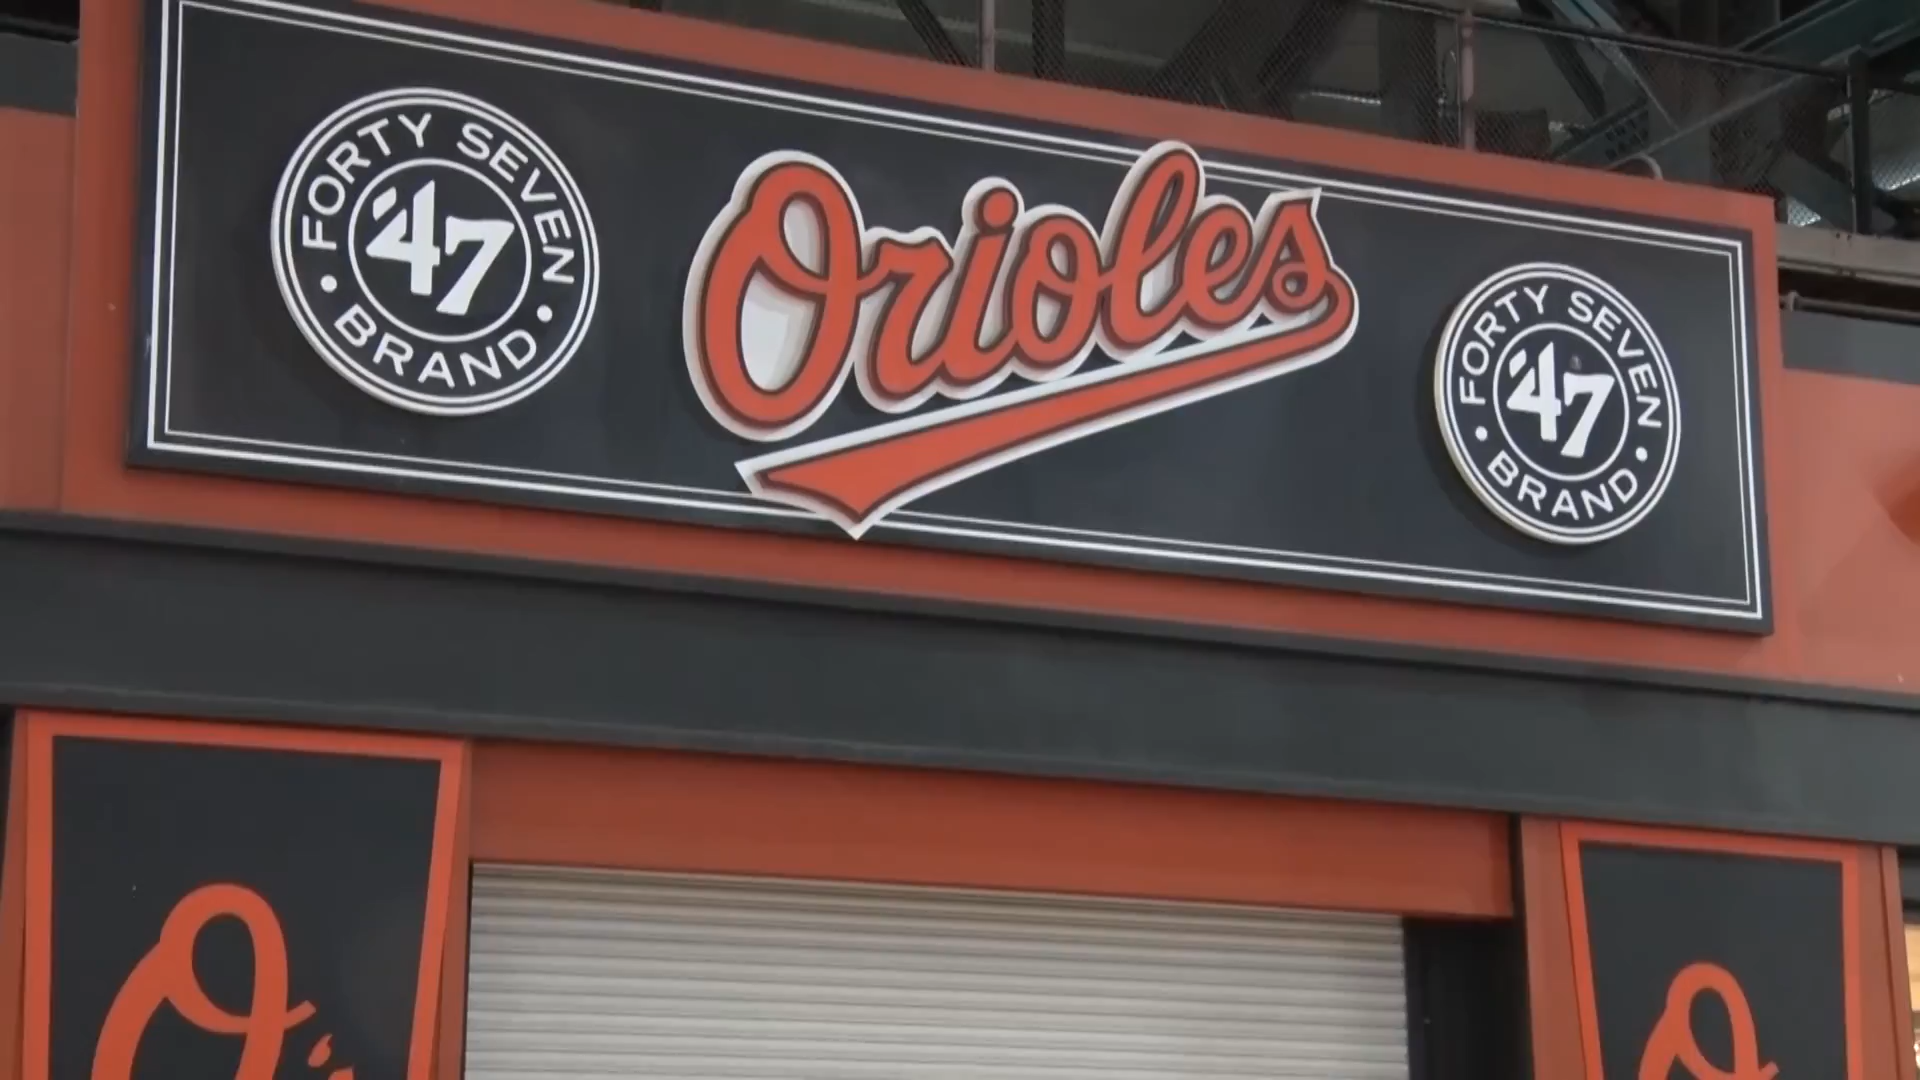 FORTY SEVEN
'47
BRAND
Orioles
FORTY SEVEN
'47
BRAND
O's
O